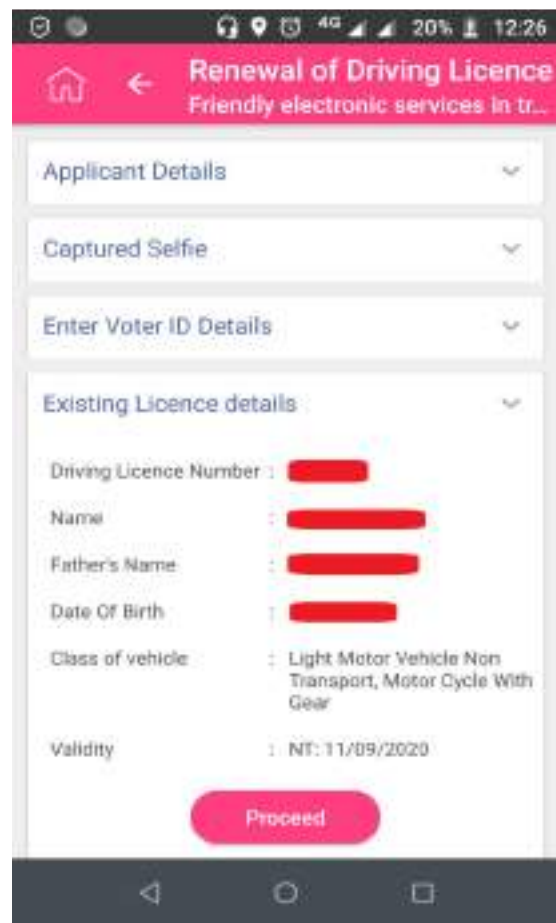 4G 20% 12:26
Renewal of Driving Licence
Friendly electronic services in tr...
Applicant Details
Captured Selfie
Enter Voter ID Details
Existing Licence details
Driving Licence Number :
Name :
Father's Name :
Date Of Birth :
Class of vehicle : Light Motor Vehicle Non
Transport, Motor Cycle With
Gear
Validity : NT: 11/09/2020
Proceed